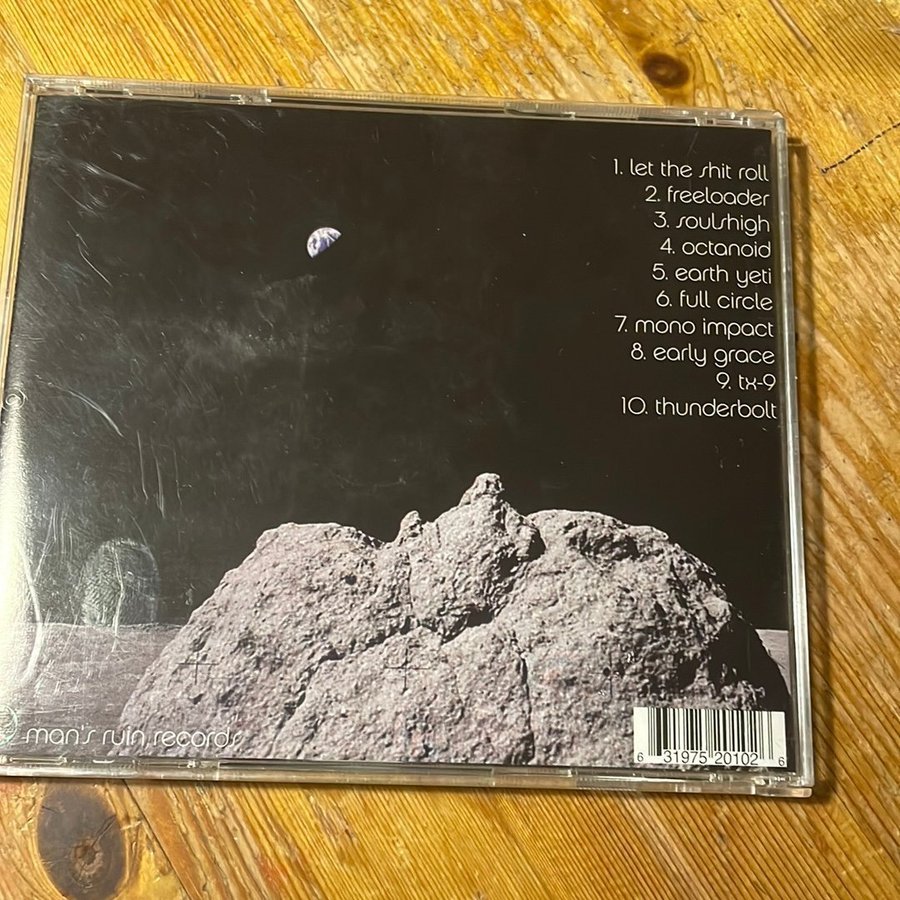 1. let the shit roll
2. freeloader
3. soulshigh
4. octanoid
5. earth yeti
6. full circle
7. mono impact
8. early grace
9. tx-9
10. thunderbolt
man's ruin records
6 31975 20102 6